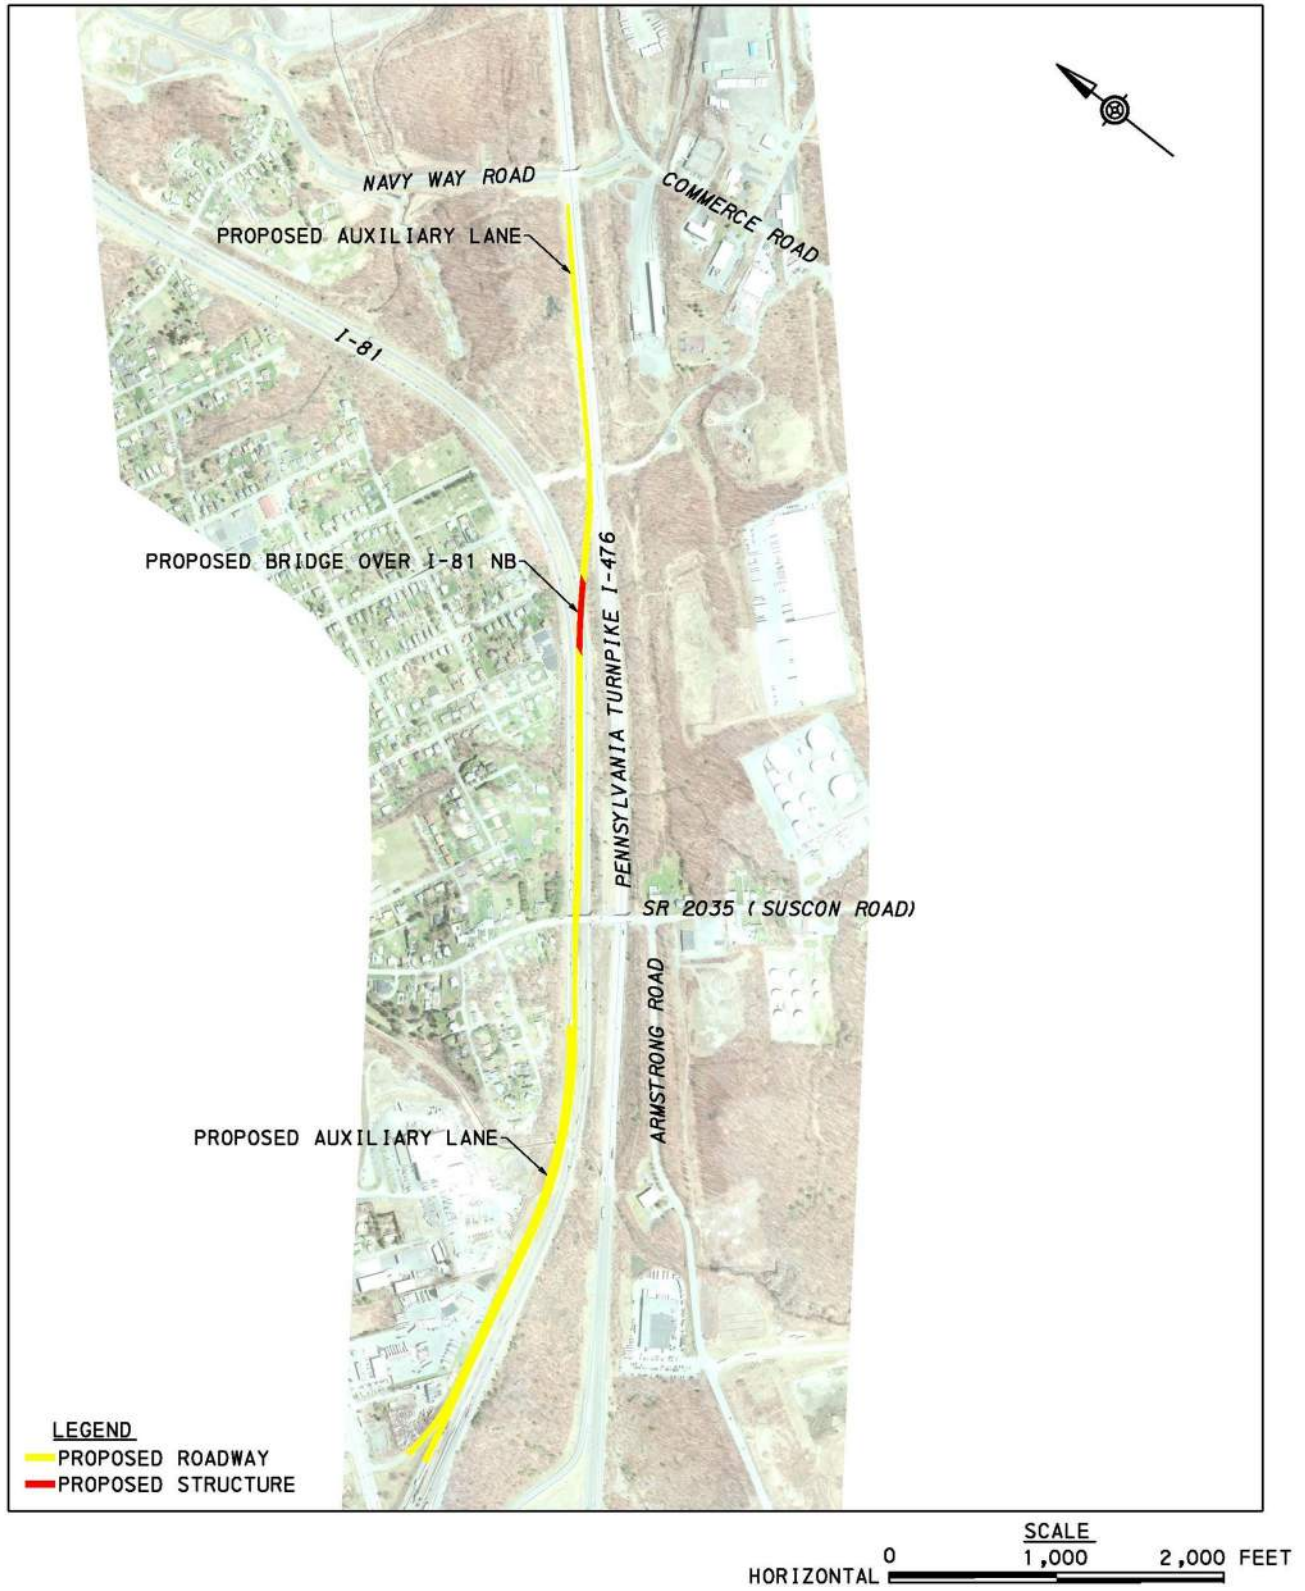 NAVY WAY ROAD
COMMERCE ROAD
PROPOSED AUXILIARY LANE
I-81
PROPOSED BRIDGE OVER I-81 NB
PENNSYLVANIA TURNPIKE I-476
SR 2035 (SUSCON ROAD)
ARMSTRONG ROAD
PROPOSED AUXILIARY LANE
LEGEND
PROPOSED ROADWAY
PROPOSED STRUCTURE
SCALE
0 1,000 2,000 FEET
HORIZONTAL